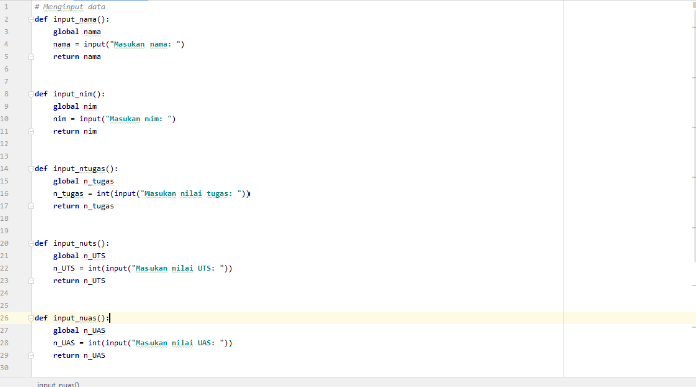 1 # Menginput data
2 def input_nama():
3 global nama
4 nama = input("Masukan nama: ")
5 return nama
6
7
8 def input_nim():
9 global nim
10 nim = input("Masukan nim: ")
11 return nim
12
13
14 def input_ntugas():
15 global n_tugas
16 n_tugas = int(input("Masukan nilai tugas: "))
17 return n_tugas
18
19
20 def input_nuts():
21 global n_UTS
22 n_UTS = int(input("Masukan nilai UTS: "))
23 return n_UTS
24
25
26 def input_nuas():
27 global n_UAS
28 n_UAS = int(input("Masukan nilai UAS: "))
29 return n_UAS
30
input_nuas()